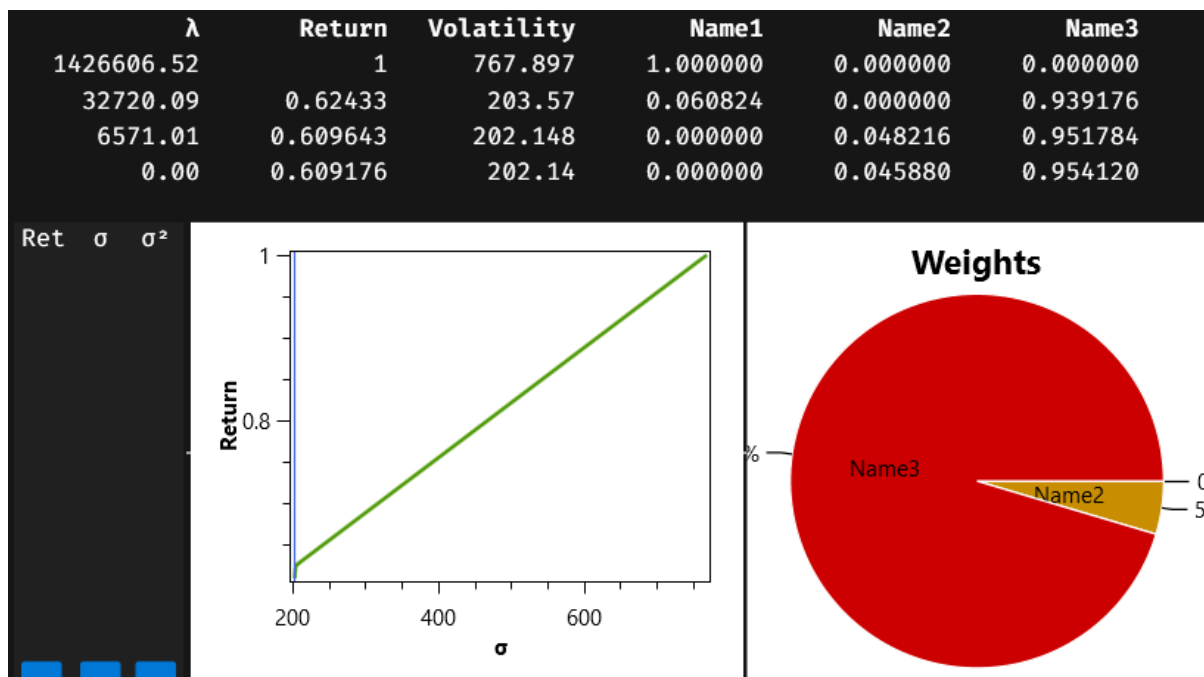 λ Return Volatility Name1 Name2 Name3
1426606.52 1 767.897 1.000000 0.000000 0.000000
32720.09 0.62433 203.57 0.060824 0.000000 0.939176
6571.01 0.609643 202.148 0.000000 0.048216 0.951784
0.00 0.609176 202.14 0.000000 0.045880 0.954120
Ret σ σ²
1
0.8
Return
200 400 600
σ
Weights
%
Name3
Name2
0
5